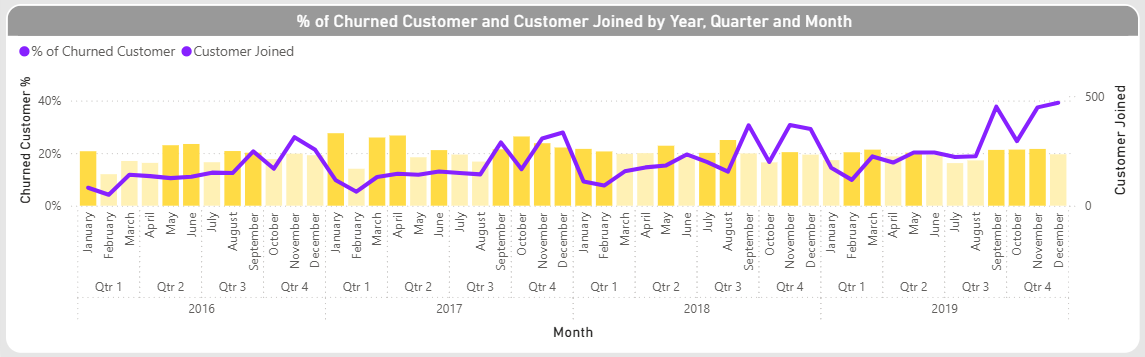 % of Churned Customer and Customer Joined by Year, Quarter and Month
% of Churned Customer Customer Joined
Churned Customer %
40%
20%
0%
500
0
Customer Joined
January February March April May June July August September October November December January February March April May June July August September October November December January February March April May June July August September October November December January February March April May June July August September October November December
Qtr 1 Qtr 2 Qtr 3 Qtr 4 Qtr 1 Qtr 2 Qtr 3 Qtr 4 Qtr 1 Qtr 2 Qtr 3 Qtr 4 Qtr 1 Qtr 2 Qtr 3 Qtr 4
2016 2017 2018 2019
Month